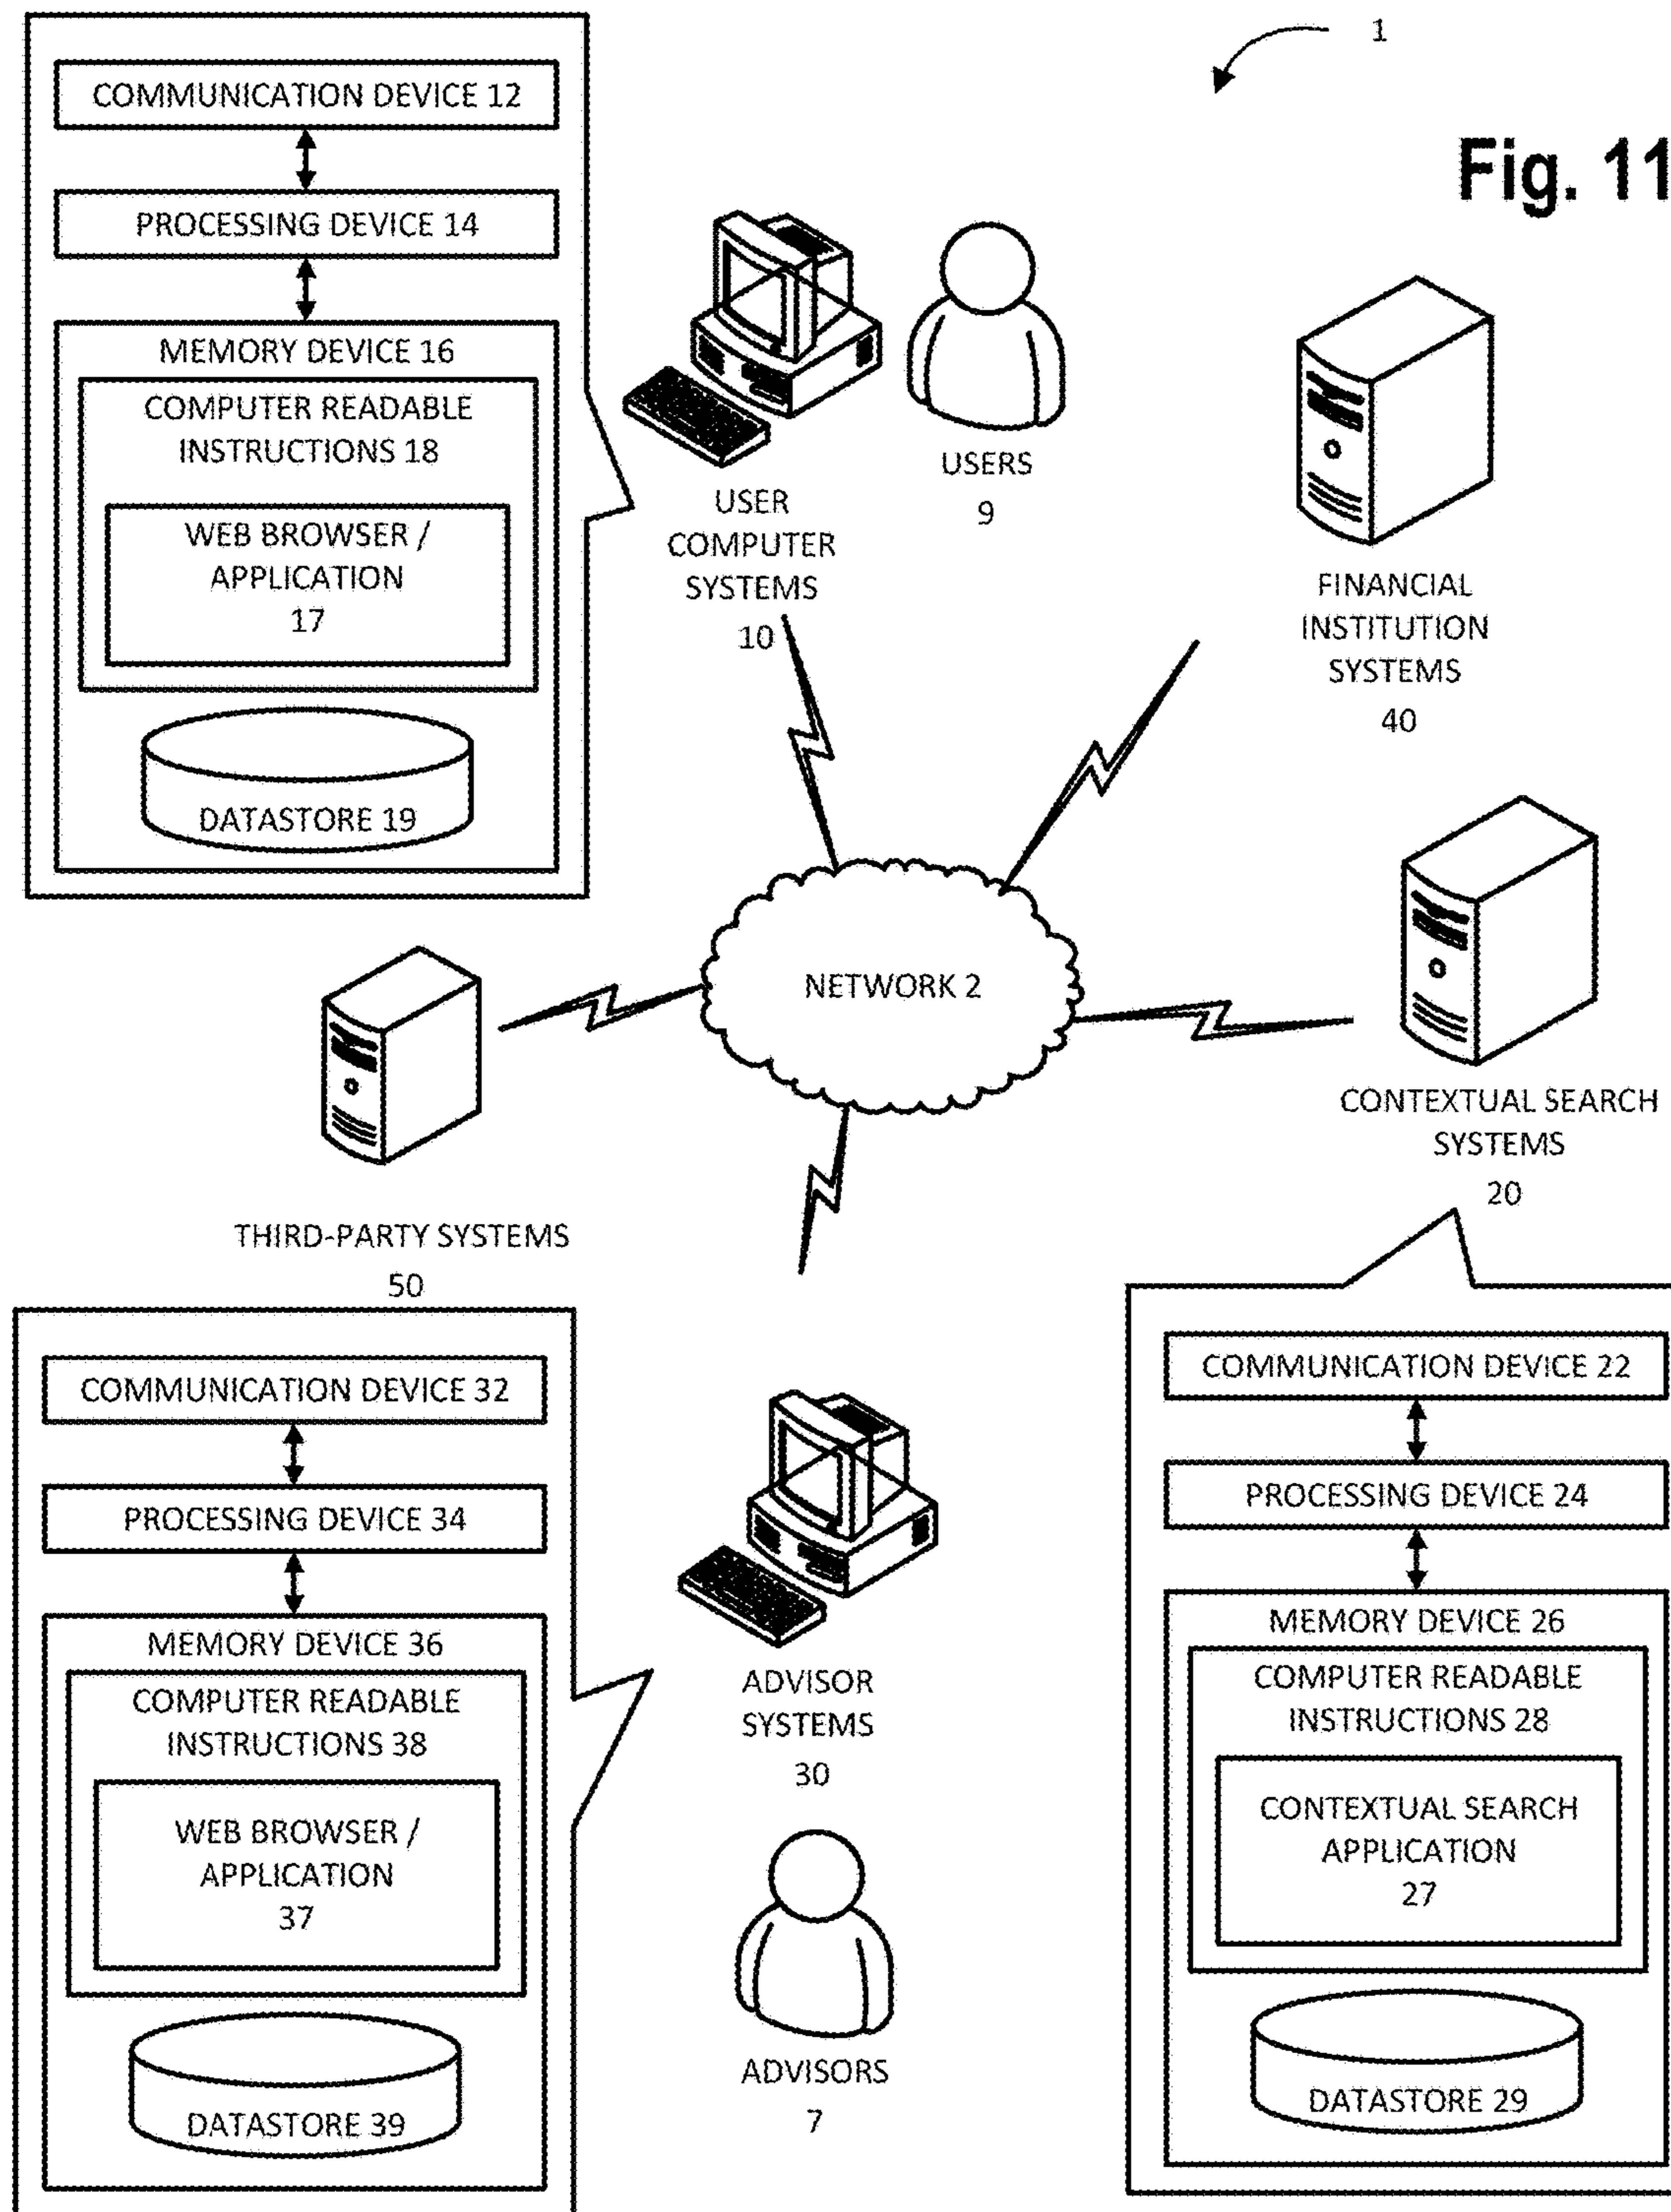 1
Fig. 11
COMMUNICATION DEVICE 12
PROCESSING DEVICE 14
MEMORY DEVICE 16
COMPUTER READABLE
INSTRUCTIONS 18
WEB BROWSER /
APPLICATION
17
DATASTORE 19
USER
COMPUTER
SYSTEMS
10
USERS
9
FINANCIAL
INSTITUTION
SYSTEMS
40
NETWORK 2
THIRD-PARTY SYSTEMS
50
CONTEXTUAL SEARCH
SYSTEMS
20
COMMUNICATION DEVICE 32
PROCESSING DEVICE 34
MEMORY DEVICE 36
COMPUTER READABLE
INSTRUCTIONS 38
WEB BROWSER /
APPLICATION
37
DATASTORE 39
ADVISOR
SYSTEMS
30
ADVISORS
7
COMMUNICATION DEVICE 22
PROCESSING DEVICE 24
MEMORY DEVICE 26
COMPUTER READABLE
INSTRUCTIONS 28
CONTEXTUAL SEARCH
APPLICATION
27
DATASTORE 29